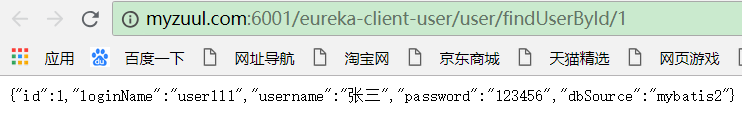 myzuul.com:6001/eureka-client-user/user/findUserById/1
应用 百度一下 网址导航 淘宝网 京东商城 天猫精选 网页游戏
{"id":1,"loginName":"user111","username":"张三","password":"123456","dbSource":"mybatis2"}